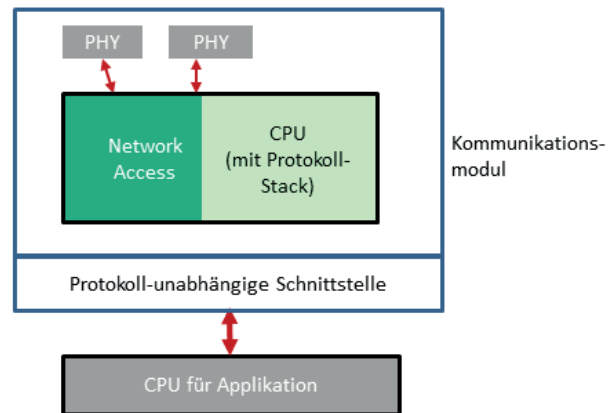 PHY
PHY
Network
Access
CPU
(mit Protokoll-
Stack)
Kommunikations-
modul
Protokoll-unabhängige Schnittstelle
CPU für Applikation